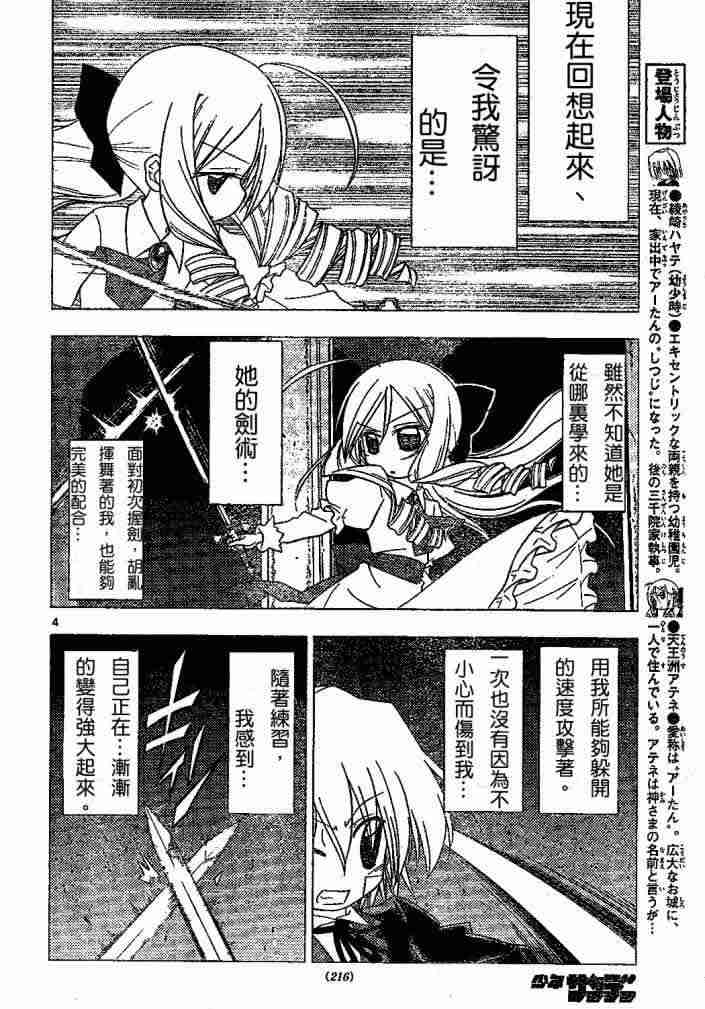 登場人物
とうじょうじんぶつ
●綾崎ハヤテ(幼少時)●エキセントリックな両親を持つ幼稚園児。
現在、家出中でアーたんの“しつじ”になった。後の三千院家執事。
●天王洲アテネ●愛称は“アーたん”。広大なお城に、
一人で住んでいる。アテネは神さまの名前と言うが…
現在回想起來、
令我驚訝
的是…
雖然不知道她是
從哪裏學來的…
她的劍術…
面對初次握劍，胡亂
揮舞著的我，也能夠
完美的配合…
4
用我所能夠躲開
的速度攻擊著。
一次也沒有因為不
小心而傷到我…
隨著練習，
我感到…
自己正在…漸漸
的變得強大起來。
(216)